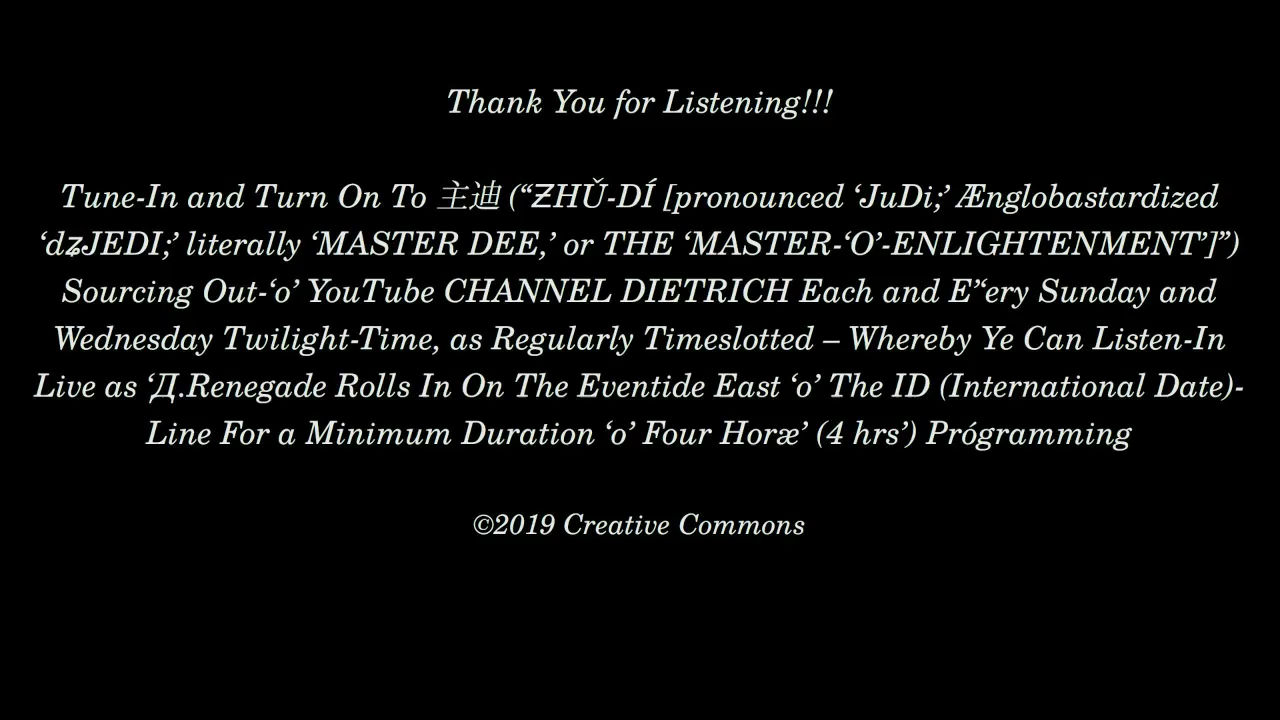 Thank You for Listening!!!
Tune-In and Turn On To 主迪 (“ƵHǓ-DÍ [pronounced ‘JuDi;’ Ænglobastardized
‘dʑJEDI;’ literally ‘MASTER DEE,’ or THE ‘MASTER-‘O’-ENLIGHTENMENT’]”)
Sourcing Out-‘o’ YouTube CHANNEL DIETRICH Each and E’‘ery Sunday and
Wednesday Twilight-Time, as Regularly Timeslotted – Whereby Ye Can Listen-In
Live as ‘Д.Renegade Rolls In On The Eventide East ‘o’ The ID (International Date)-
Line For a Minimum Duration ‘o’ Four Horæ’ (4 hrs’) Prógramming
©2019 Creative Commons